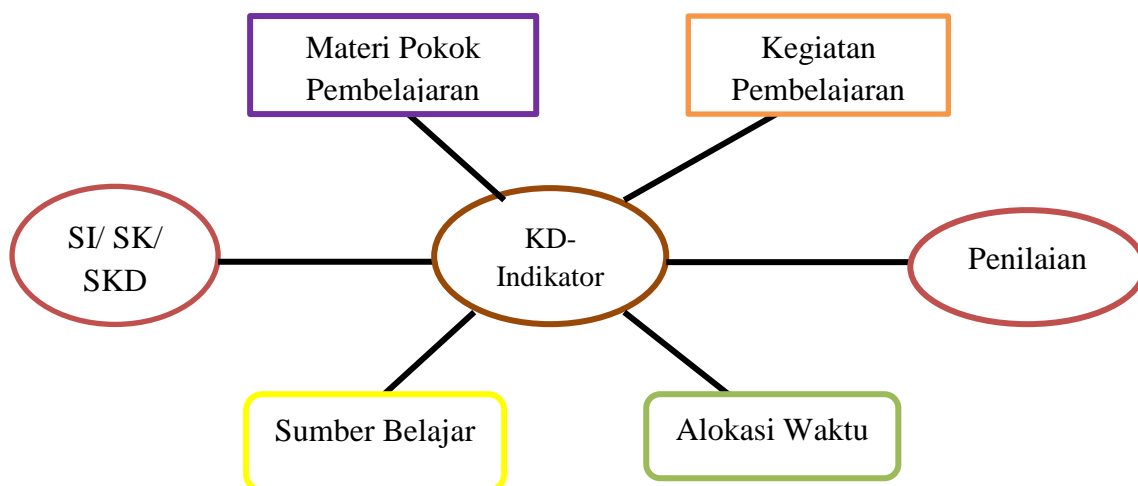 Materi Pokok
Pembelajaran
Kegiatan
Pembelajaran
SI/ SK/
SKD
KD-
Indikator
Penilaian
Sumber Belajar
Alokasi Waktu